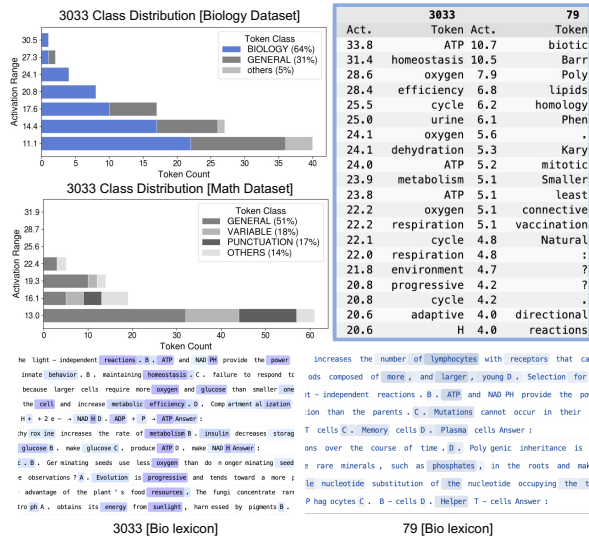 3033 Class Distribution [Biology Dataset]
Activation Range
30.5
27.3
24.1
20.8
17.6
14.4
11.1
Token Class
BIOLOGY (64%)
GENERAL (31%)
others (5%)
0 5 10 15 20 25 30 35 40
Token Count
3033 Class Distribution [Math Dataset]
Activation Range
31.9
28.7
25.6
22.4
19.3
16.1
13.0
Token Class
GENERAL (51%)
VARIABLE (18%)
PUNCTUATION (17%)
OTHERS (14%)
0 10 20 30 40 50 60
Token Count
3033 79
Act. Token Act. Token
33.8 ATP 10.7 biotic
31.4 homeostasis 10.5 Barr
28.6 oxygen 7.9 Poly
28.4 efficiency 6.8 lipids
25.5 cycle 6.2 homology
25.0 urine 6.1 Phen
24.1 oxygen 5.6 .
24.1 dehydration 5.3 Kary
24.0 ATP 5.2 mitotic
23.9 metabolism 5.1 Smaller
23.8 ATP 5.1 least
22.2 oxygen 5.1 connective
22.2 respiration 5.1 vaccination
22.1 cycle 4.8 Natural
22.0 respiration 4.8 :
21.8 environment 4.7 ?
20.8 progressive 4.2 ?
20.8 cycle 4.2 .
20.6 adaptive 4.0 directional
20.6 H 4.0 reactions
he light - independent reactions . B . ATP and NAD PH provide the power
innate behavior . B . maintaining homeostasis . C . failure to respond to
because larger cells require more oxygen and glucose than smaller one
the cell and increase metabolic efficiency . D . Comp artment al ization
H + + 2 e - → NAD H D . ADP + P → ATP Answer :
thy rox ine increases the rate of metabolism B . insulin decreases storag
glucose B . make glucose C . produce ATP D . make NAD H Answer :
. B . Ger minating seeds use less oxygen than do n onger minating seed
e observations ? A . Evolution is progressive and tends toward a more p
advantage of the plant ' s food resources . The fungi concentrate rare
tro ph A . obtains its energy from sunlight , harn essed by pigments B .
3033 [Bio lexicon]
increases the number of lymphocytes with receptors that ca
ods composed of more , and larger , young D . Selection for
t - independent reactions . B . ATP and NAD PH provide the pow
ion than the parents . C . Mutations cannot occur in their
T cells C . Memory cells D . Plasma cells Answer :
ons over the course of time . D . Poly genic inheritance is
e rare minerals , such as phosphates , in the roots and mak
le nucleotide substitution of the nucleotide occupying the t
P hag ocytes C . B - cells D . Helper T - cells Answer :
79 [Bio lexicon]